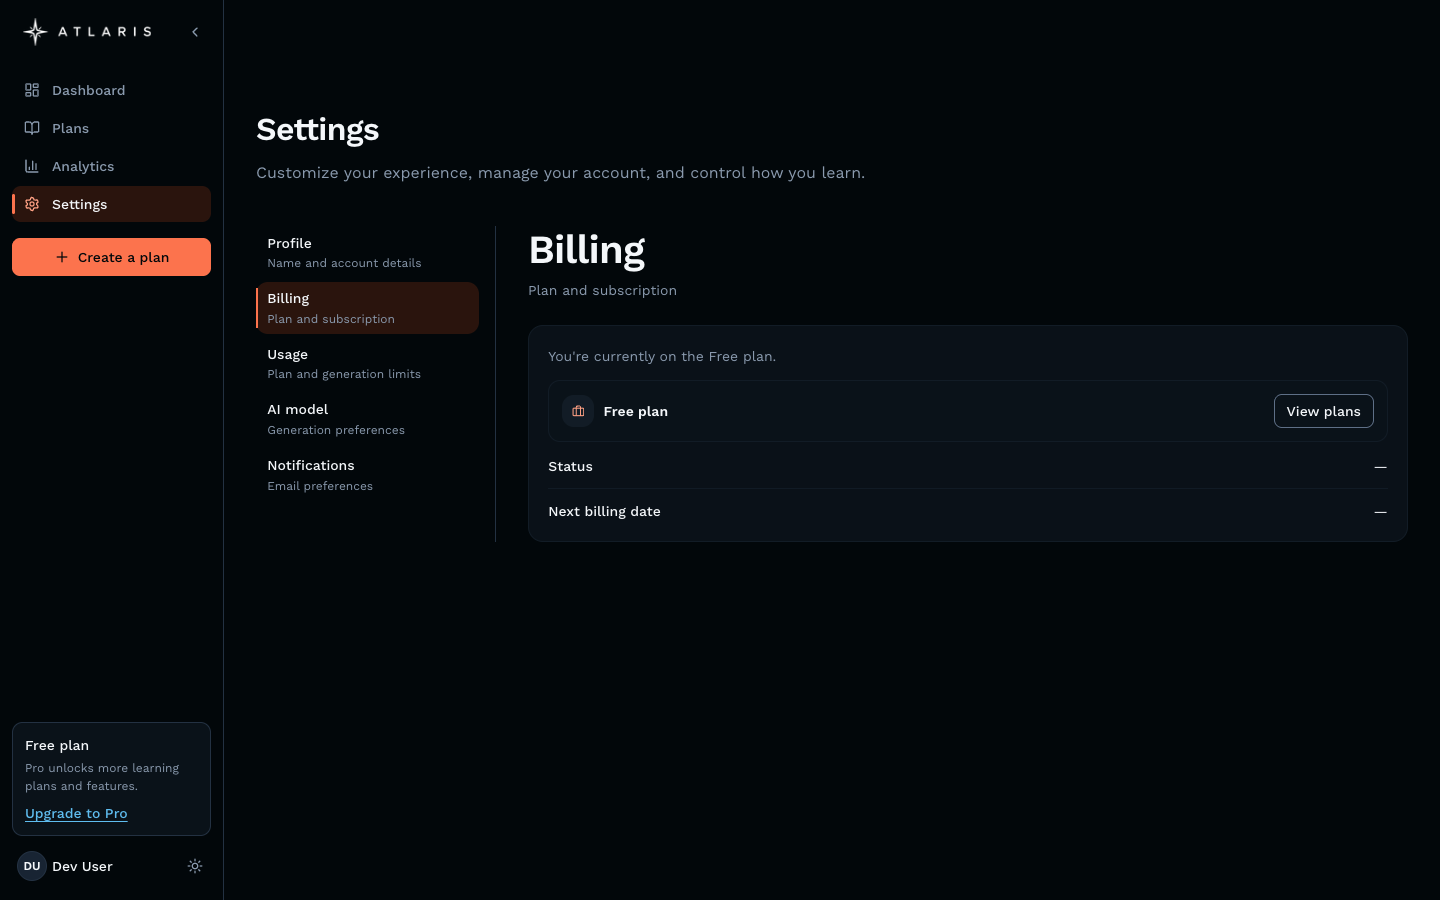 ATLARIS
Dashboard
Plans
Analytics
Settings
Create a plan
Settings
Customize your experience, manage your account, and control how you learn.
Profile
Name and account details
Billing
Plan and subscription
Usage
Plan and generation limits
AI model
Generation preferences
Notifications
Email preferences
Billing
Plan and subscription
You're currently on the Free plan.
Free plan
View plans
Status —
Next billing date —
Free plan
Pro unlocks more learning
plans and features.
Upgrade to Pro
DU Dev User